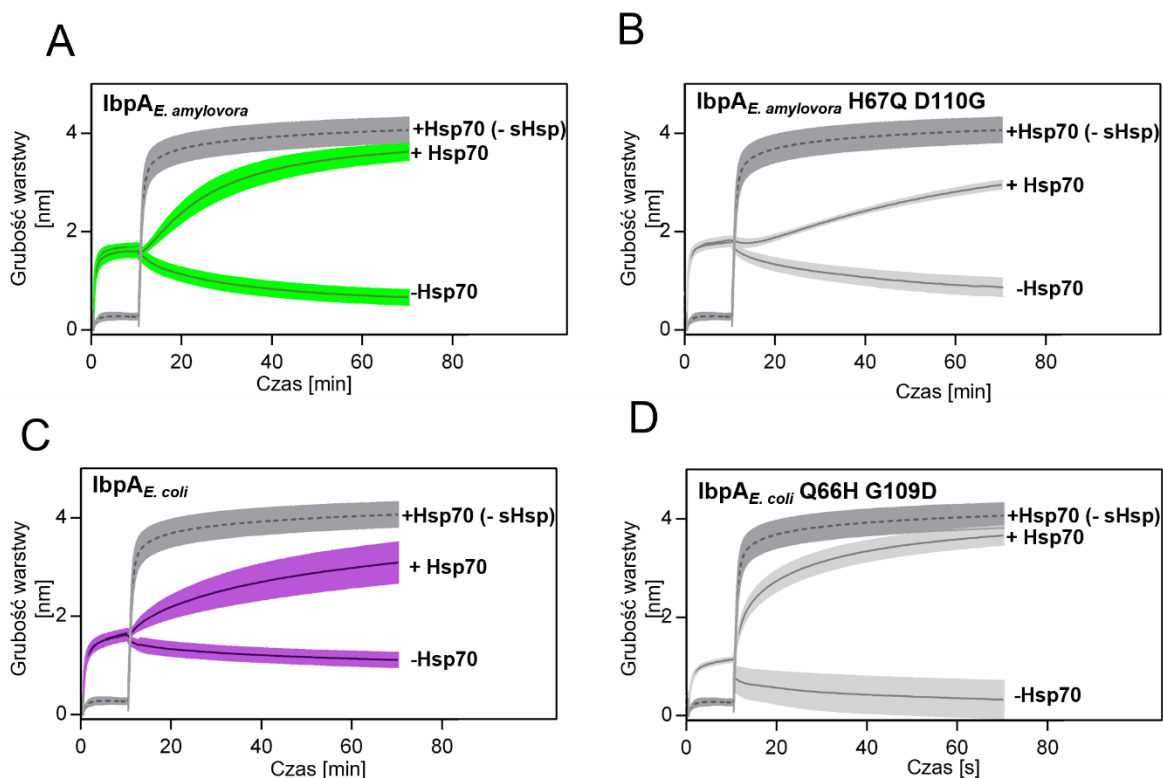 A
IbpA E. amylovora
+Hsp70 (- sHsp)
+ Hsp70
-Hsp70
Grubość warstwy
[nm]
4
2
0
0 20 40 60 80
Czas [min]
B
IbpA E. amylovora H67Q D110G
+Hsp70 (- sHsp)
+ Hsp70
-Hsp70
Grubość warstwy
[nm]
4
2
0
0 20 40 60 80
Czas [min]
C
IbpA E. coli
+Hsp70 (- sHsp)
+ Hsp70
-Hsp70
Grubość warstwy
[nm]
4
2
0
0 20 40 60 80
Czas [min]
D
IbpA E. coli Q66H G109D
+Hsp70 (- sHsp)
+ Hsp70
-Hsp70
Grubość warstwy
[nm]
4
2
0
0 20 40 60 80
Czas [s]